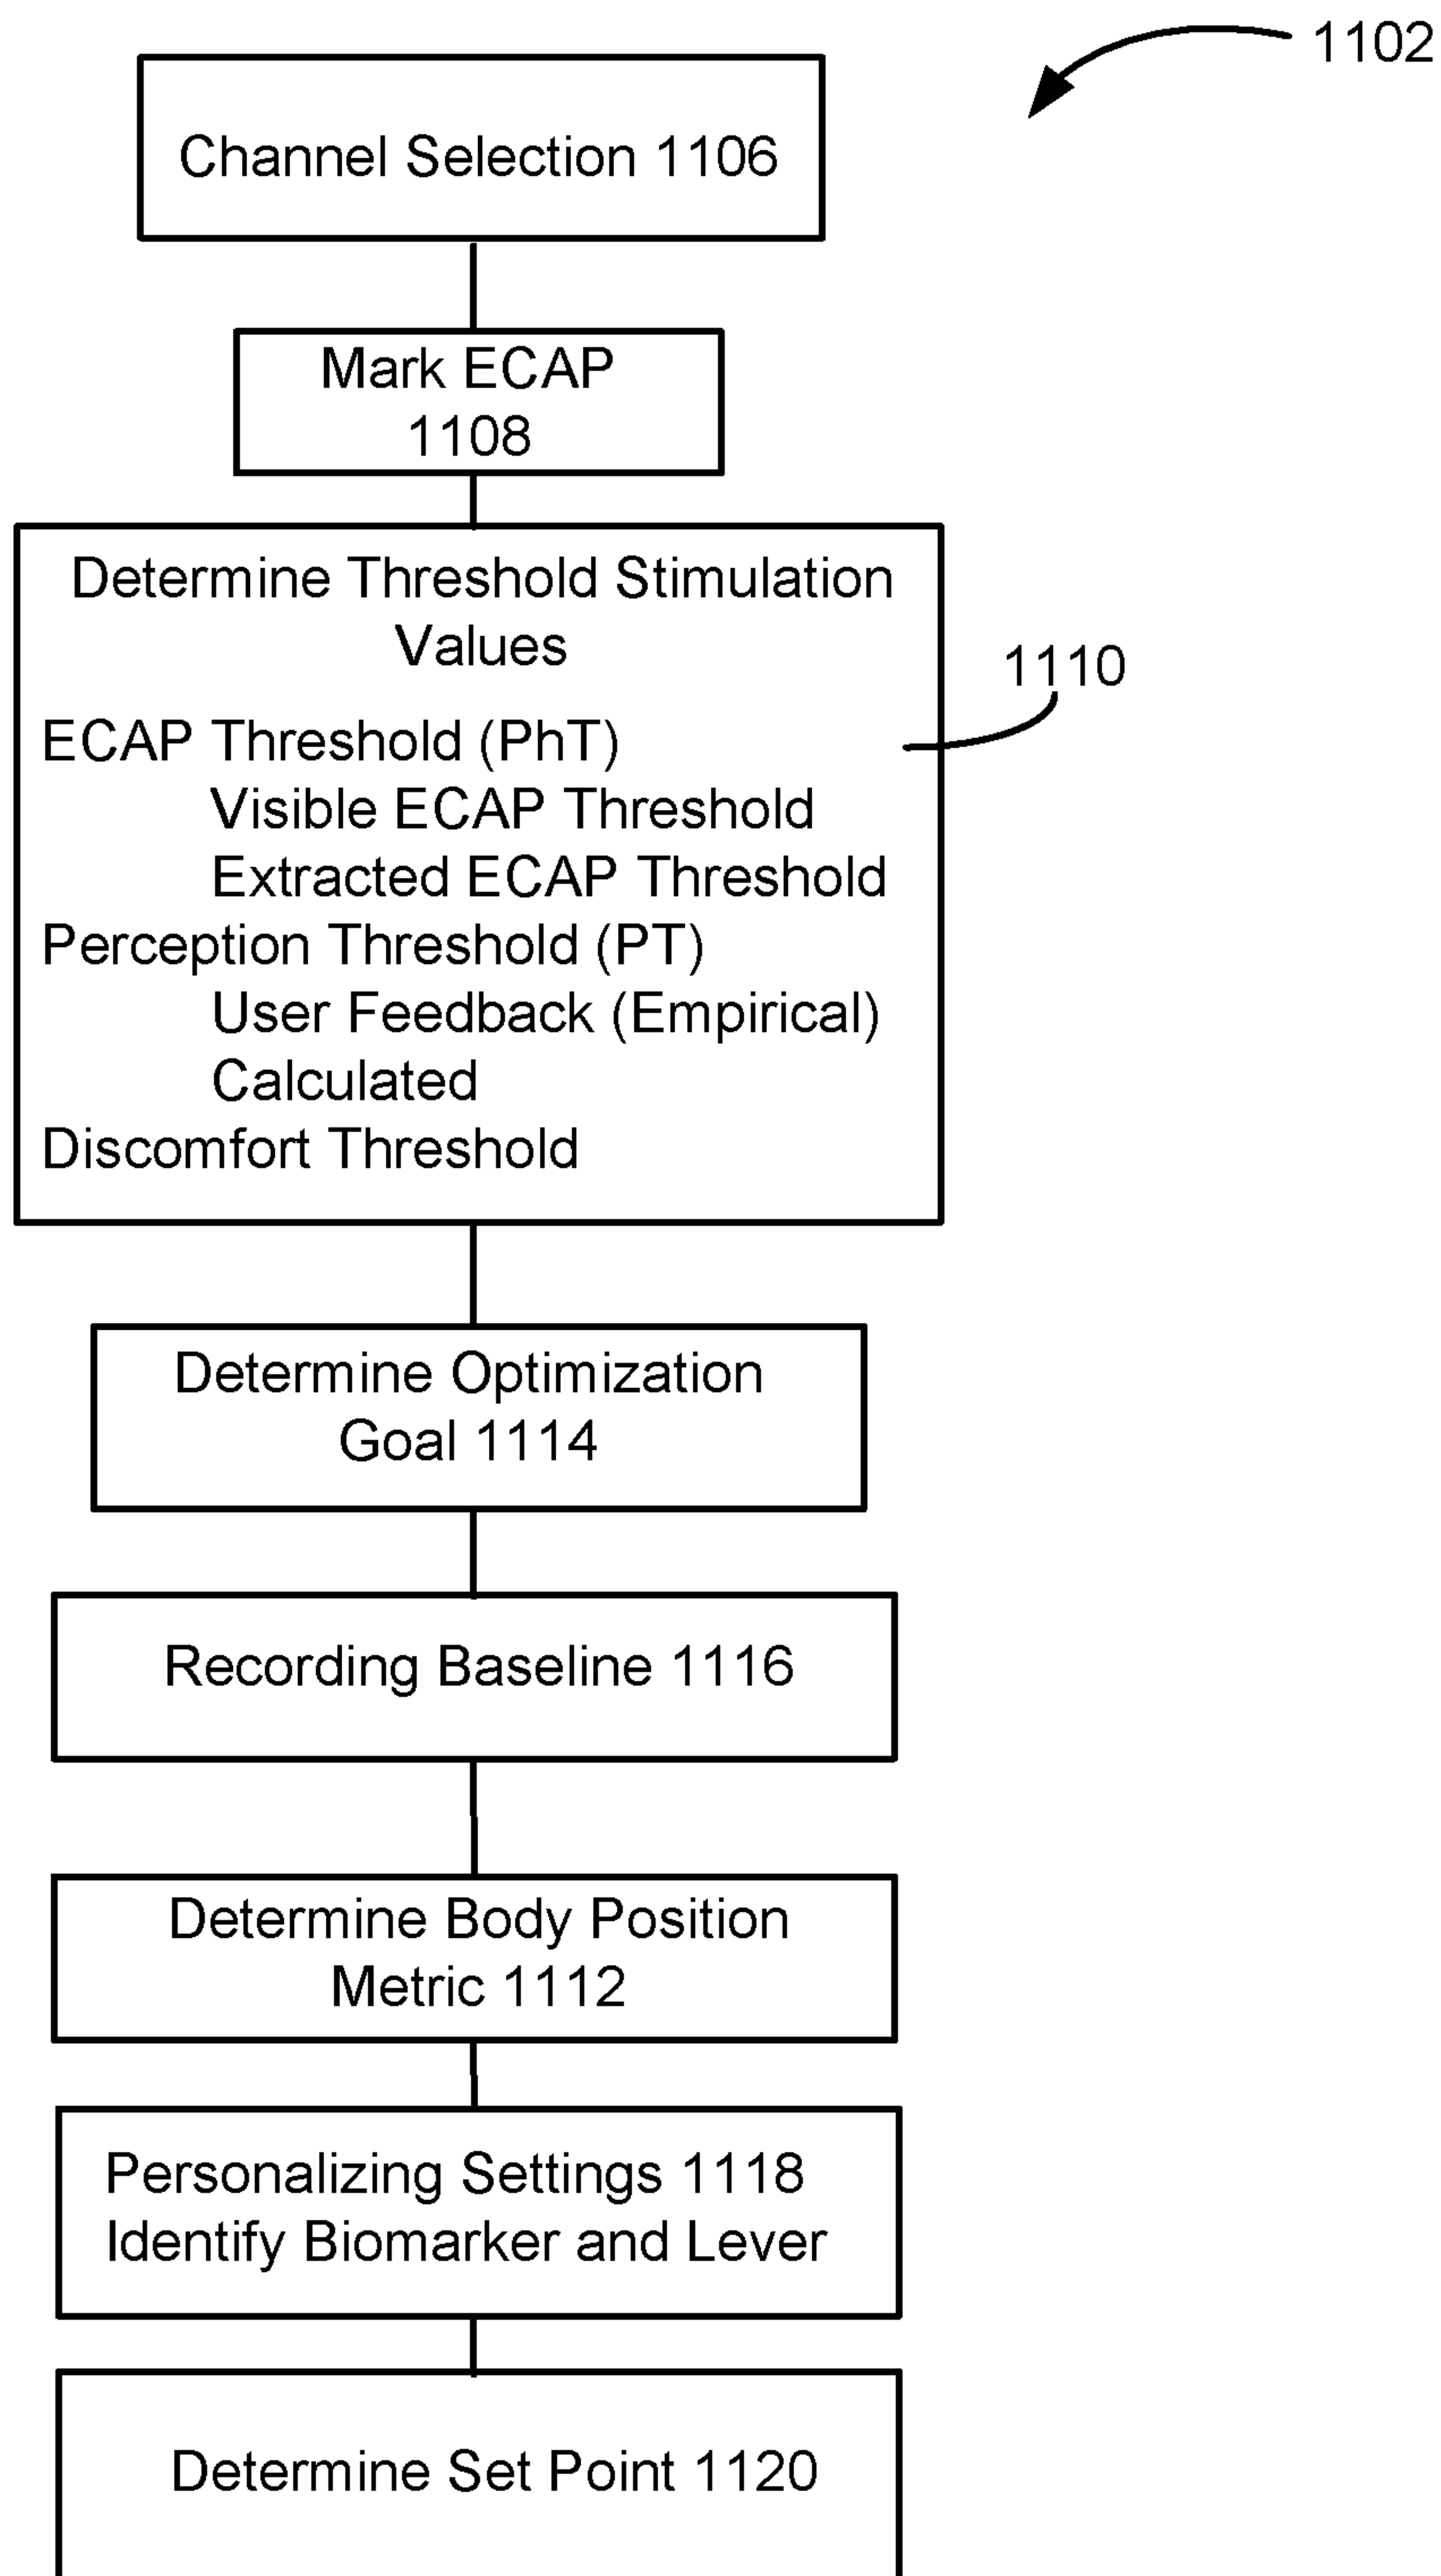 1102
Channel Selection 1106
Mark ECAP
1108
Determine Threshold Stimulation
Values
1110
ECAP Threshold (PhT)
Visible ECAP Threshold
Extracted ECAP Threshold
Perception Threshold (PT)
User Feedback (Empirical)
Calculated
Discomfort Threshold
Determine Optimization
Goal 1114
Recording Baseline 1116
Determine Body Position
Metric 1112
Personalizing Settings 1118
Identify Biomarker and Lever
Determine Set Point 1120